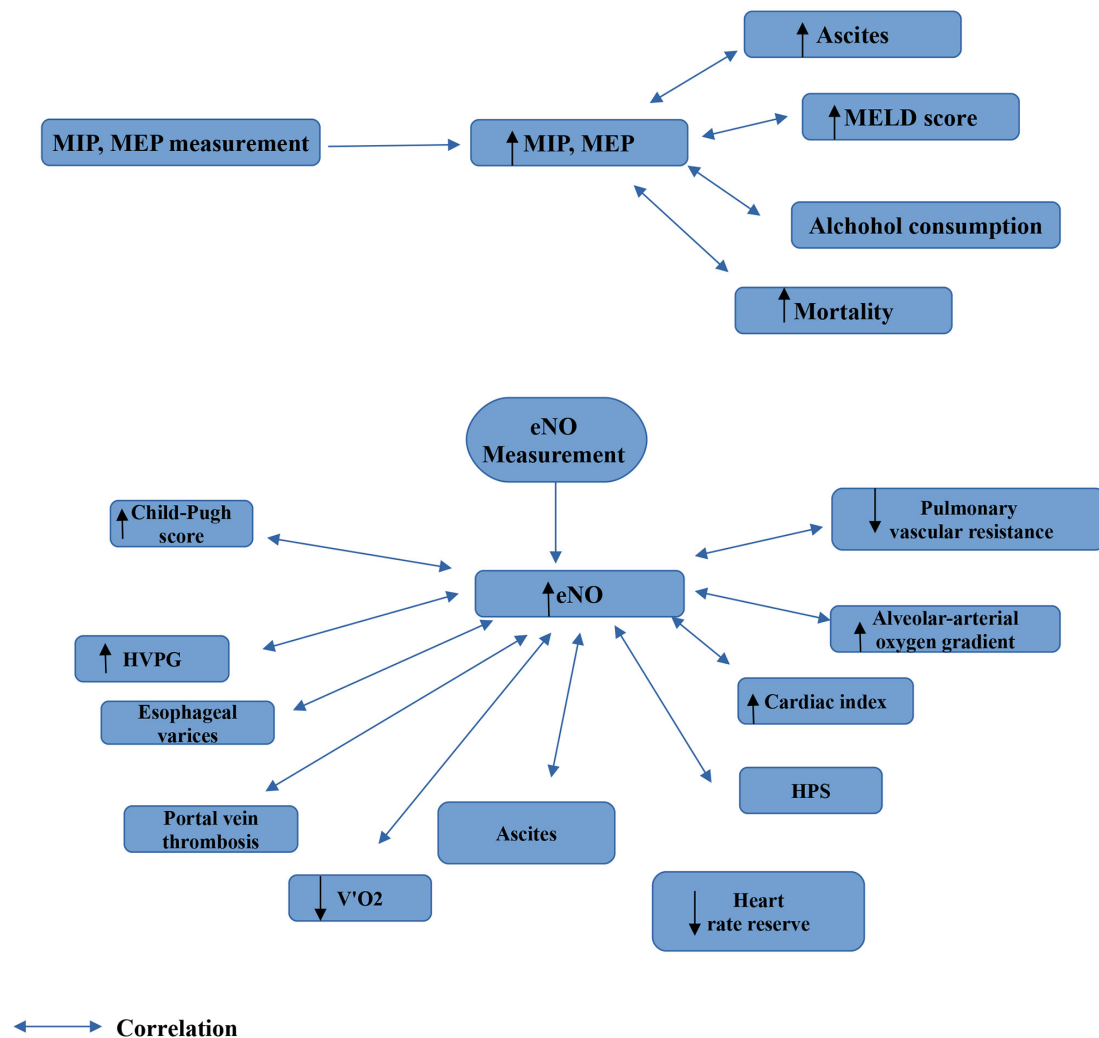 Ascites
MELD score
MIP, MEP measurement
MIP, MEP
Alchohol consumption
Mortality
eNO
Measurement
Child-Pugh
score
Pulmonary
vascular resistance
eNO
Alveolar-arterial
oxygen gradient
HVPG
Cardiac index
Esophageal
varices
HPS
Portal vein
thrombosis
Ascites
V'O2
Heart
rate reserve
Correlation